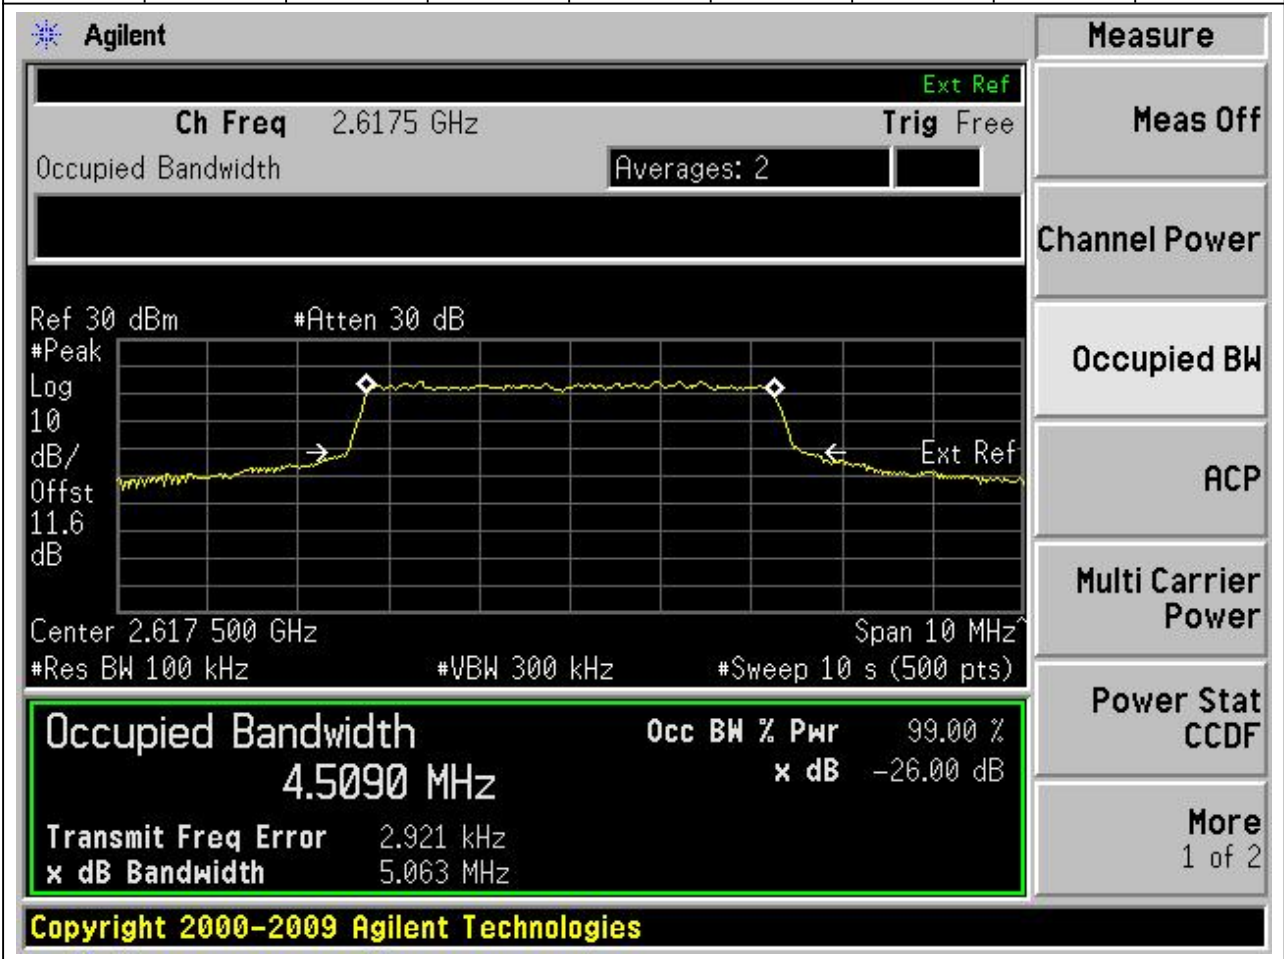 Agilent
Measure
Ext Ref
Ch Freq 2.6175 GHz Trig Free
Meas Off
Occupied Bandwidth Averages: 2
Channel Power
Ref 30 dBm #Atten 30 dB
#Peak
Log
10
dB/
Offst
11.6
dB
Ext Ref
Occupied BW
ACP
Center 2.617 500 GHz Span 10 MHz^
#Res BW 100 kHz #VBW 300 kHz #Sweep 10 s (500 pts)
Multi Carrier
Power
Occupied Bandwidth Occ BW % Pwr 99.00 %
4.5090 MHz x dB -26.00 dB
Transmit Freq Error 2.921 kHz
x dB Bandwidth 5.063 MHz
Power Stat
CCDF
More
1 of 2
Copyright 2000-2009 Agilent Technologies